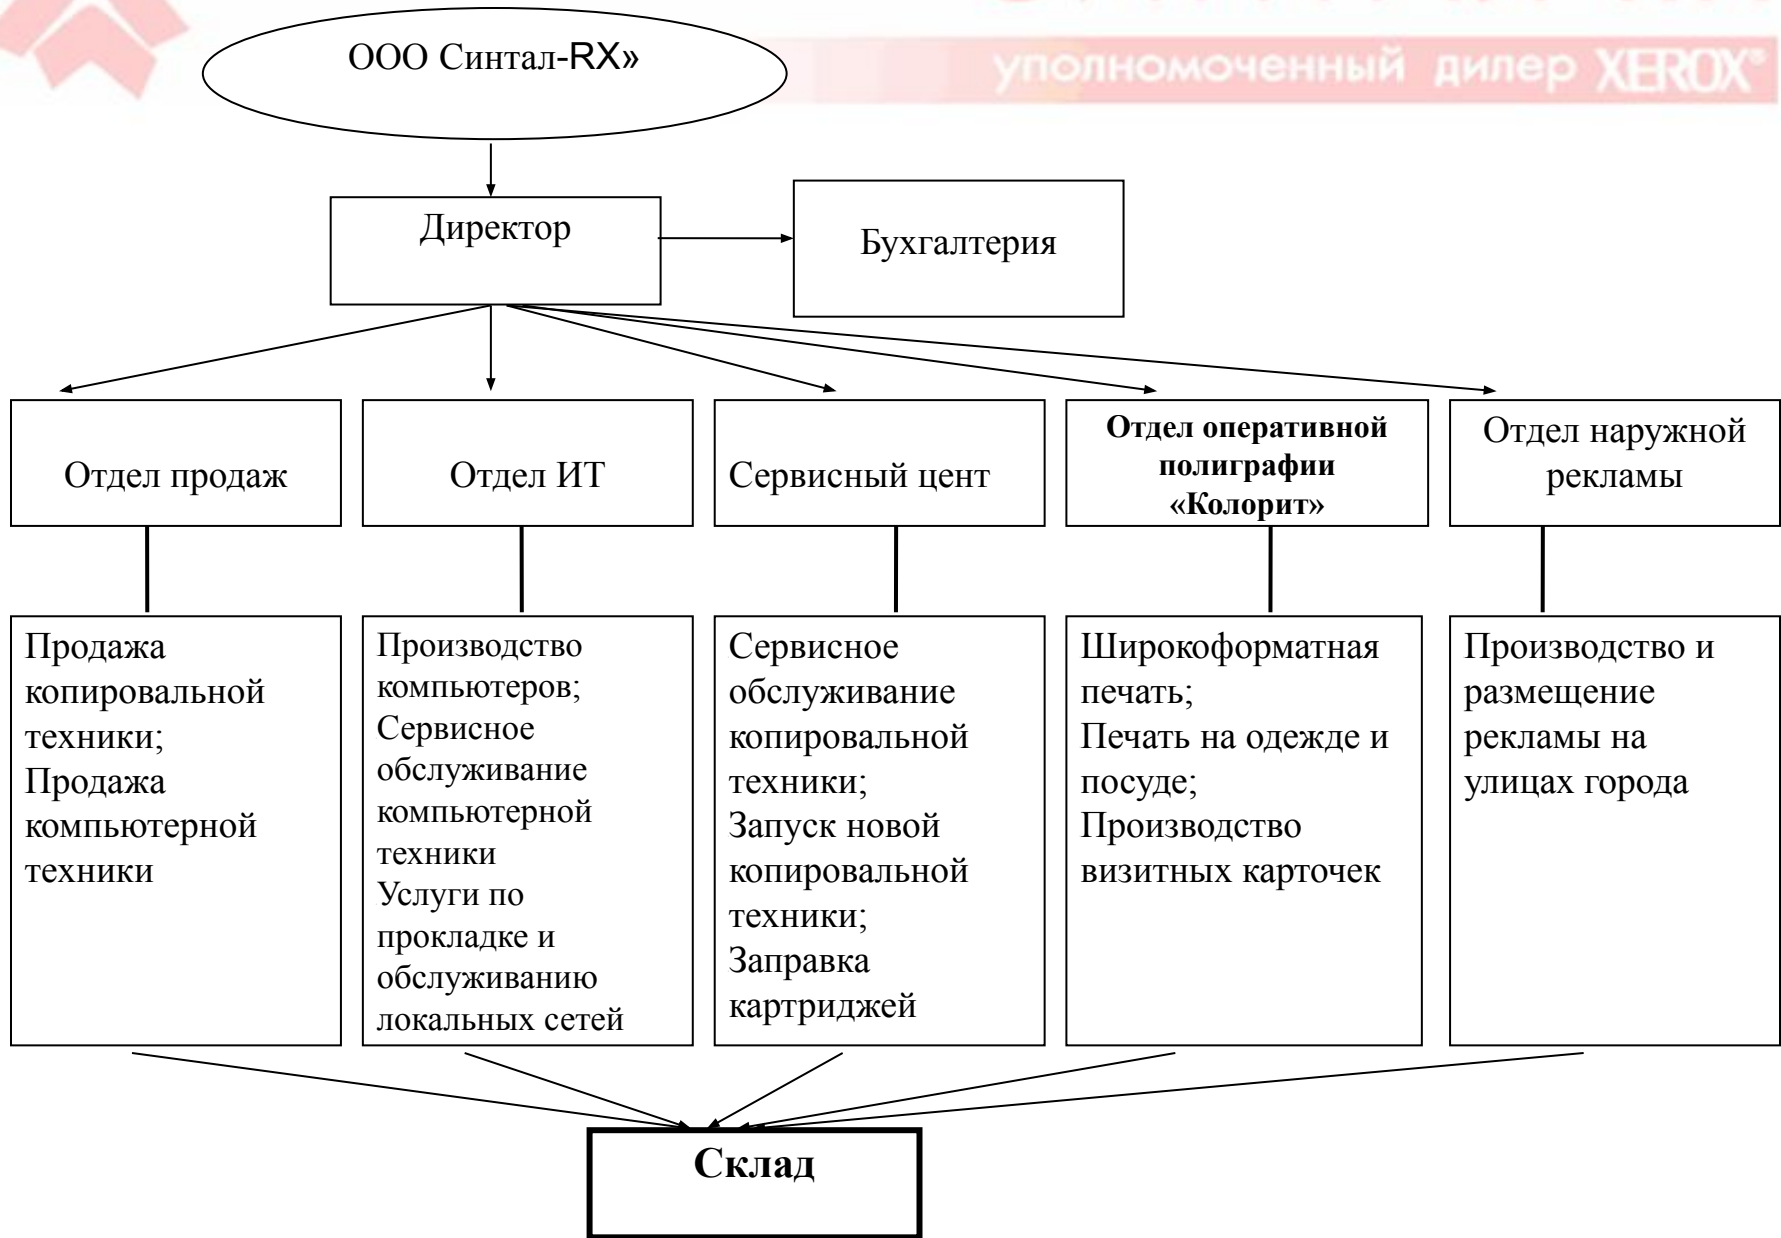 ООО Синтал-RX»
уполномоченный дилер XEROX®
Директор
Бухгалтерия
Отдел продаж
Отдел ИТ
Сервисный цент
Отдел оперативной
полиграфии
«Колорит»
Отдел наружной
рекламы
Продажа
копировальной
техники;
Продажа
компьютерной
техники
Производство
компьютеров;
Сервисное
обслуживание
компьютерной
техники
Услуги по
прокладке и
обслуживанию
локальных сетей
Сервисное
обслуживание
копировальной
техники;
Запуск новой
копировальной
техники;
Заправка
картриджей
Широкоформатная
печать;
Печать на одежде и
посуде;
Производство
визитных карточек
Производство и
размещение
рекламы на
улицах города
Склад